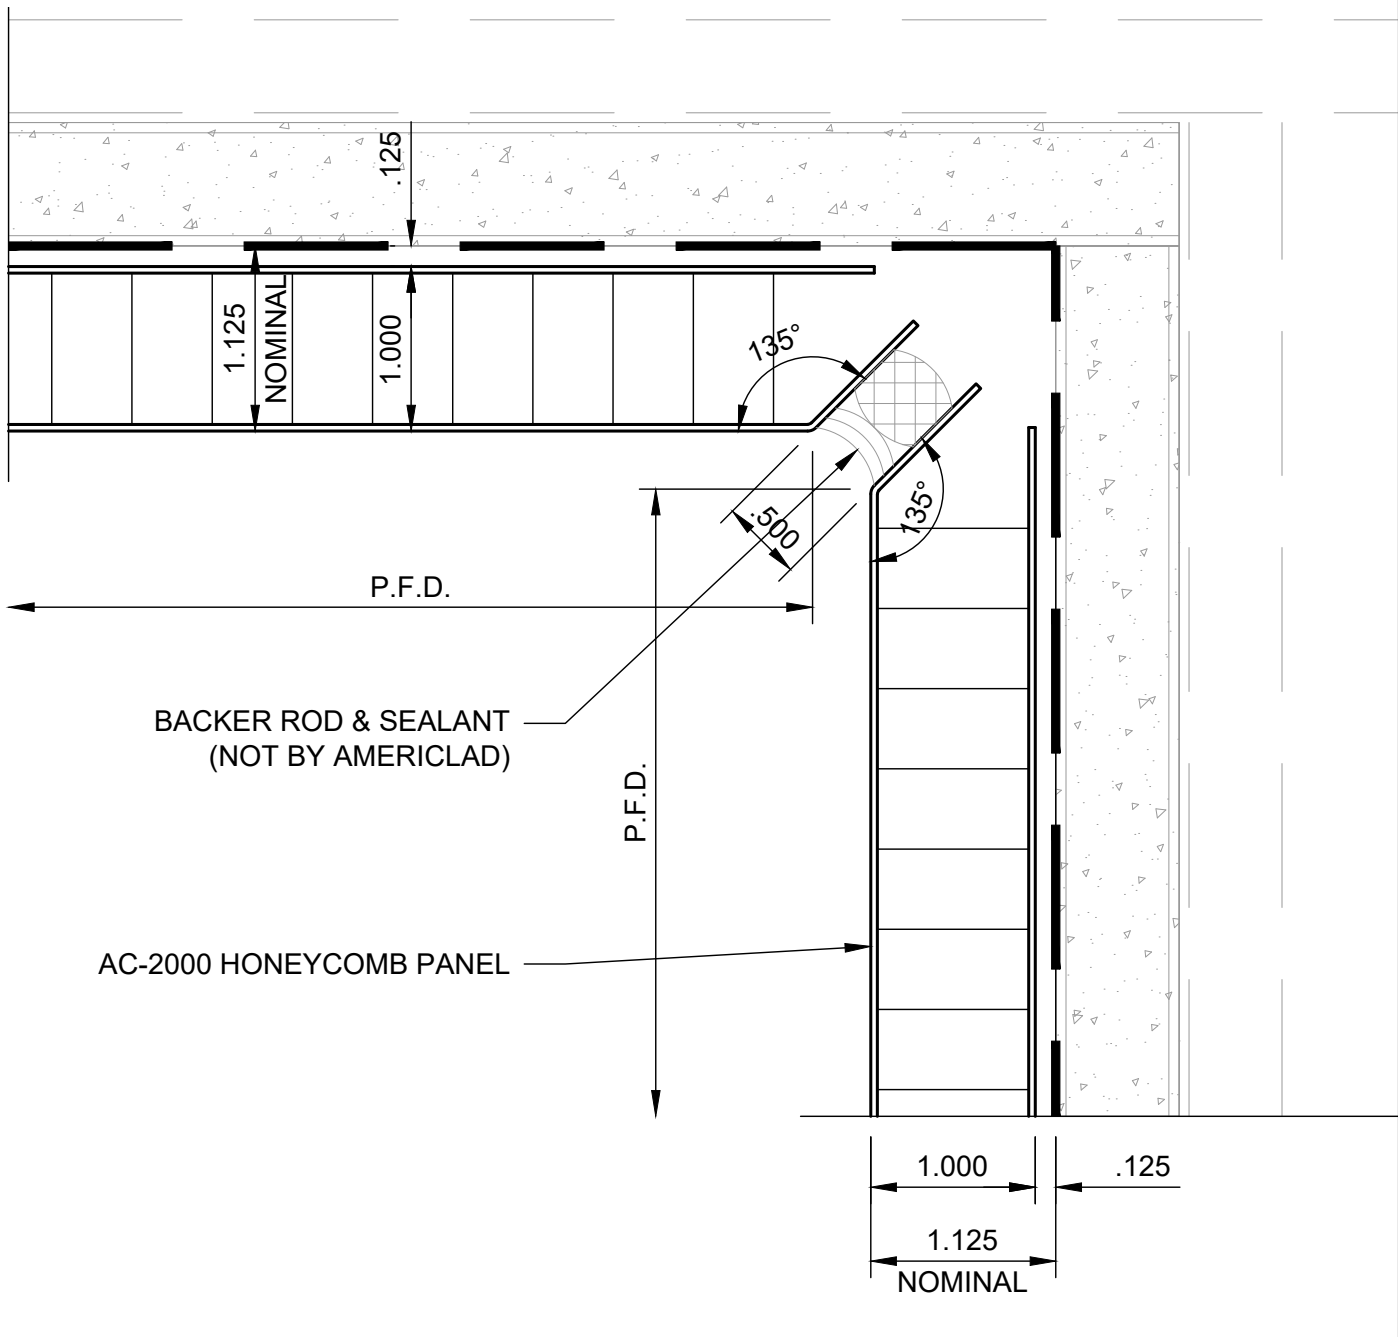 .125
1.125
NOMINAL
1.000
135°
135°
.500
P.F.D.
BACKER ROD & SEALANT
(NOT BY AMERICLAD)
P.F.D.
AC-2000 HONEYCOMB PANEL
1.000
.125
1.125
NOMINAL